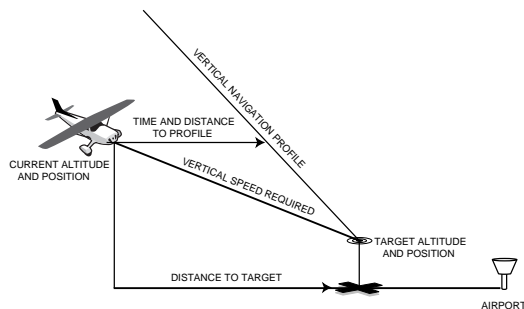 VERTICAL NAVIGATION PROFILE
TIME AND DISTANCE
TO PROFILE
CURRENT ALTITUDE
AND POSITION
VERTICAL SPEED REQUIRED
TARGET ALTITUDE
AND POSITION
DISTANCE TO TARGET
AIRPORT